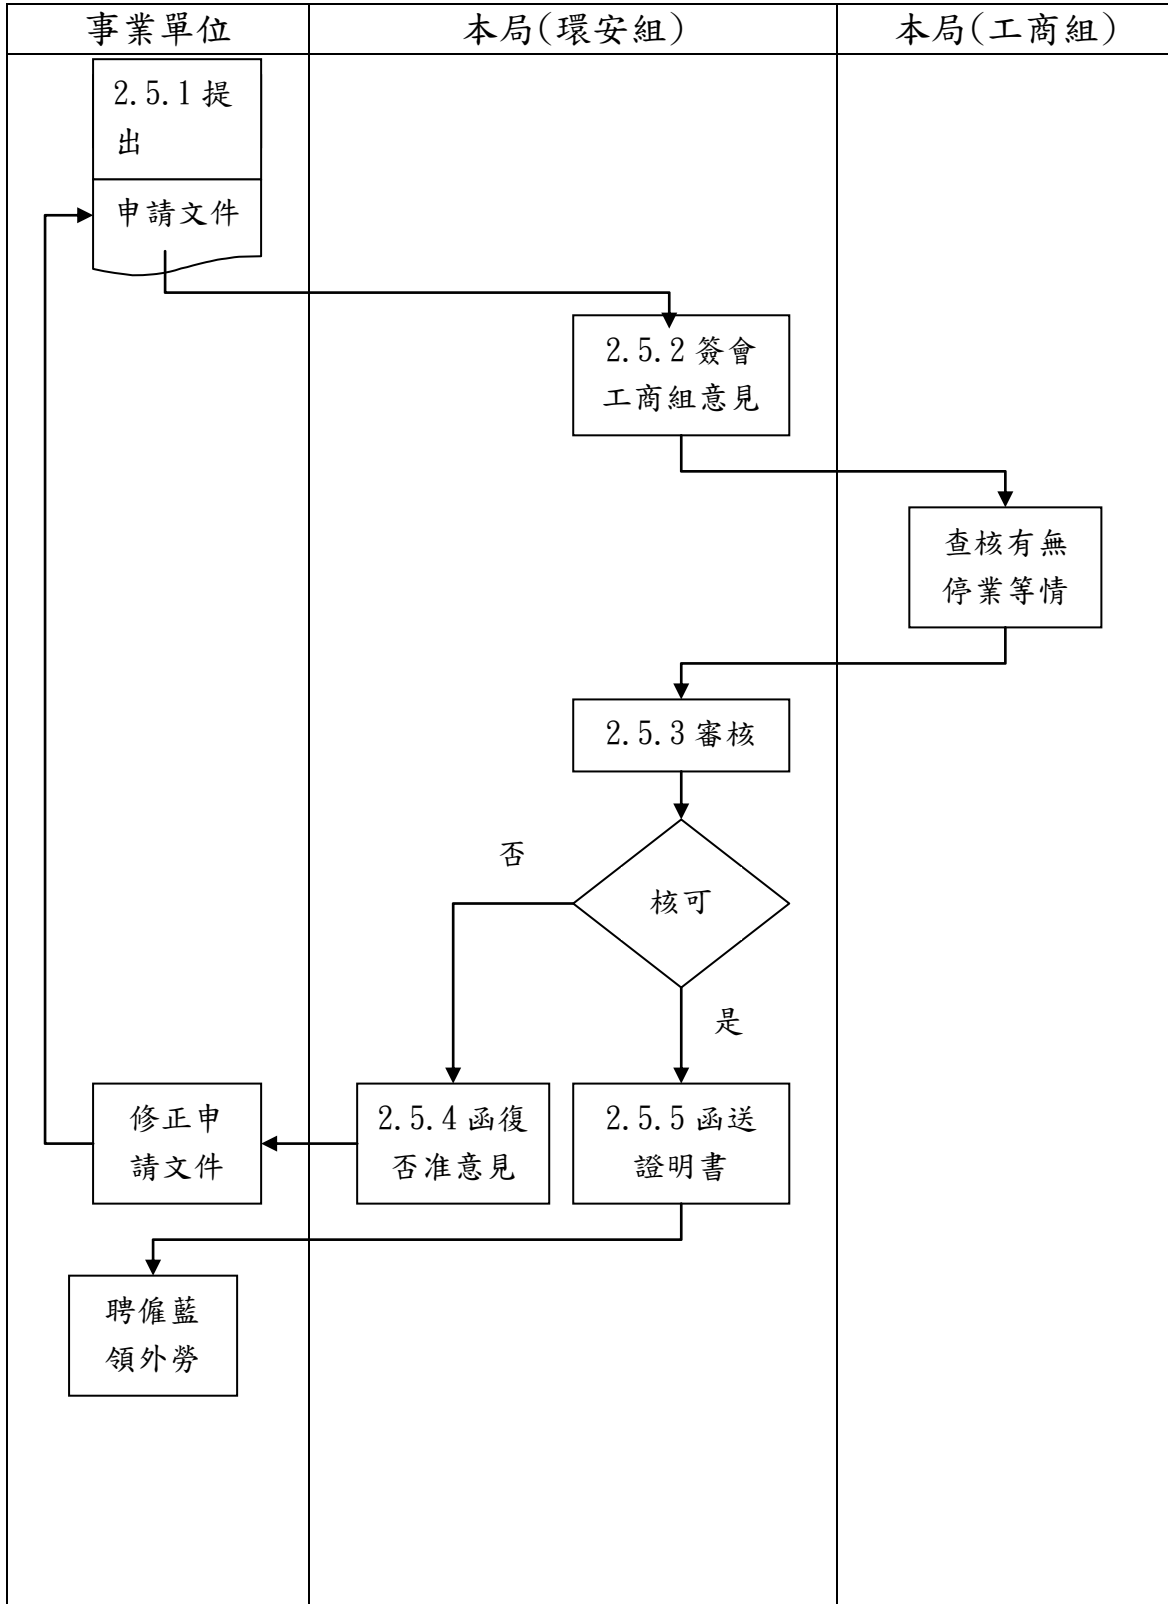 事業單位
本局(環安組)
本局(工商組)
2.5.1提
出
申請文件
2.5.2簽會
工商組意見
查核有無
停業等情
2.5.3審核
否
核可
是
修正申
請文件
2.5.4函復
否准意見
2.5.5函送
證明書
聘僱藍
領外勞